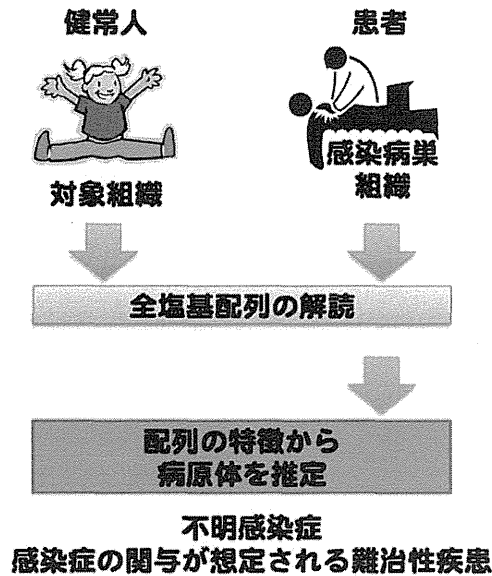 健常人
患者
対象組織
感染病巣
組織
全塩基配列の解読
配列の特徴から
病原体を推定
不明感染症
感染症の関与が想定される難治性疾患